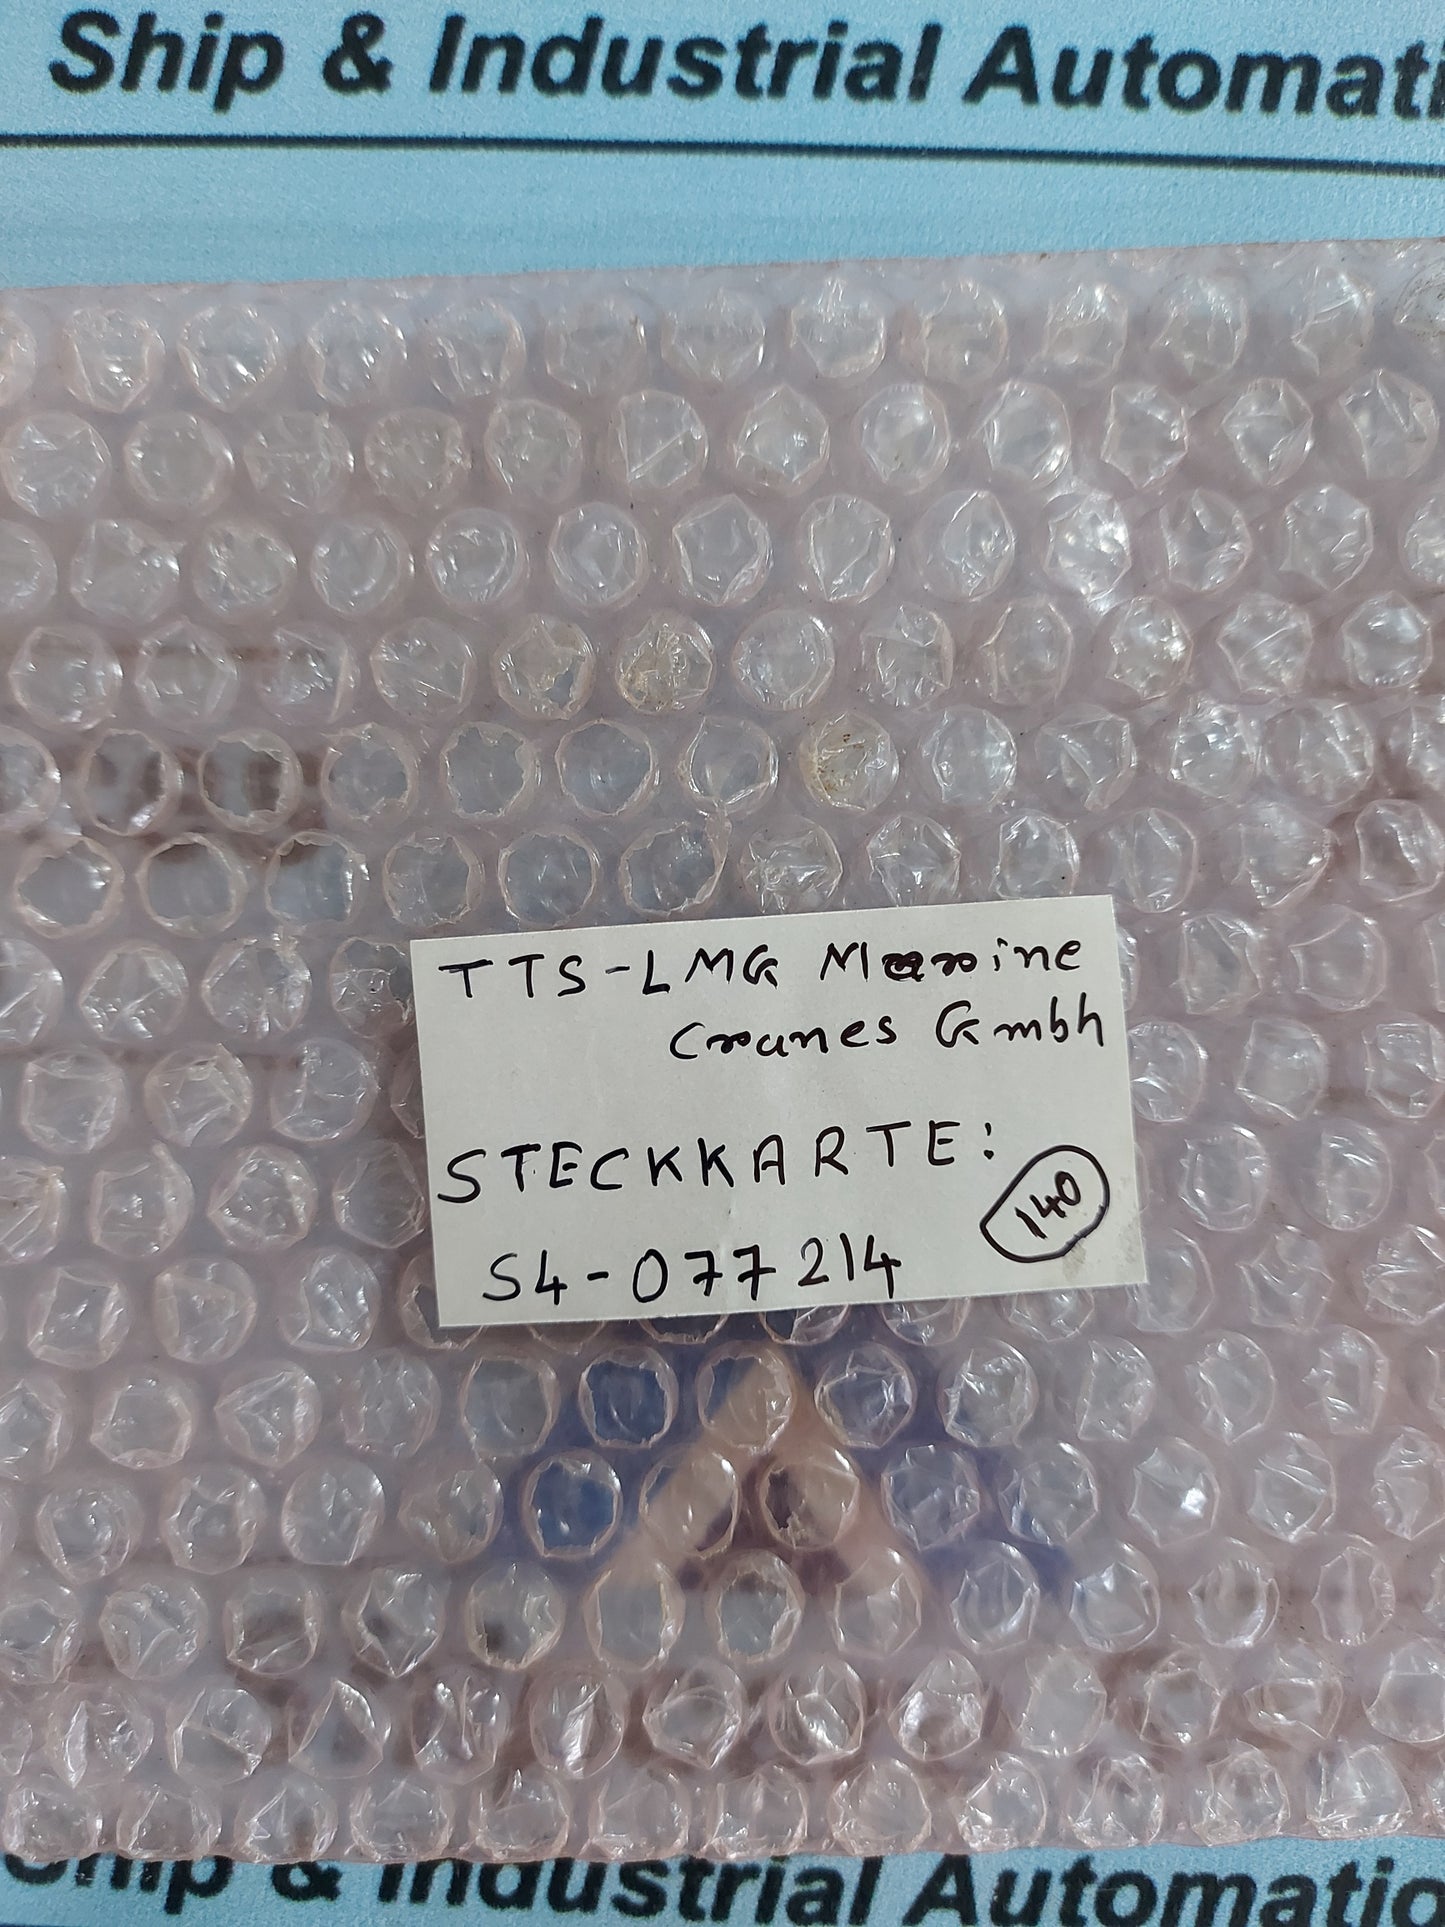 Ship & Industrial Automati
TTS-LMG Marine
Cranes Gmbh
STECKKARTE:
140
S4-077214
Ship & Industrial Automatio